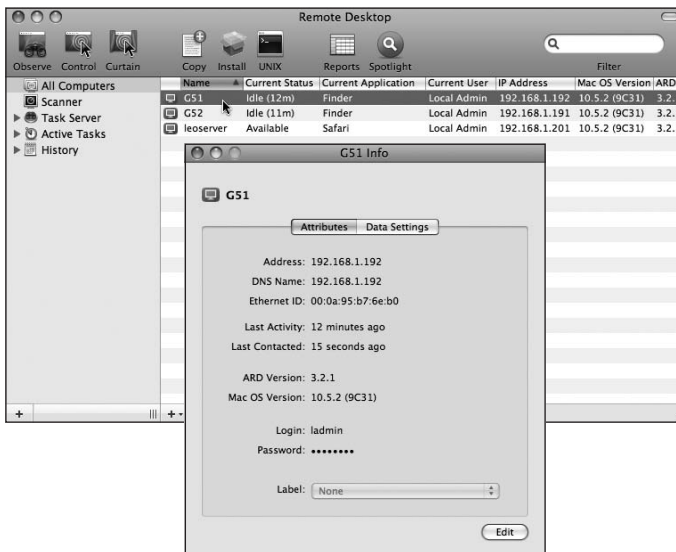 Remote Desktop
Observe Control Curtain Copy Install UNIX Reports Spotlight Filter
Name Current Status Current Application Current User IP Address Mac OS Version ARD
G51 Idle (12m) Finder Local Admin 192.168.1.192 10.5.2 (9C31) 3.2.
G52 Idle (11m) Finder Local Admin 192.168.1.191 10.5.2 (9C31) 3.2.
leoserver Available Safari Local Admin 192.168.1.201 10.5.2 (9C31) 3.2.
All Computers
Scanner
Task Server
Active Tasks
History
G51 Info
G51
Attributes Data Settings
Address: 192.168.1.192
DNS Name: 192.168.1.192
Ethernet ID: 00:0a:95:b7:6e:b0
Last Activity: 12 minutes ago
Last Contacted: 15 seconds ago
ARD Version: 3.2.1
Mac OS Version: 10.5.2 (9C31)
Login: ladmin
Password: ••••••••
Label: None
Edit